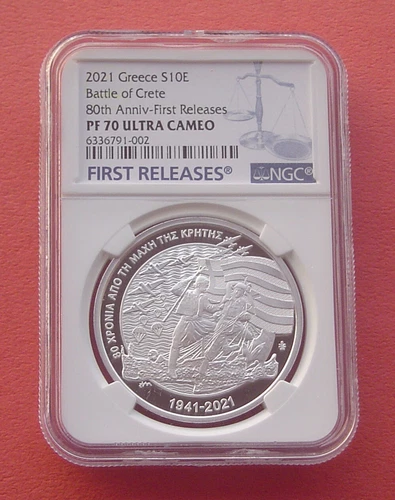 2021 Greece S10E
Battle of Crete
80th Anniv-First Releases
PF 70 ULTRA CAMEO
6336791-002
FIRST RELEASES®
NGC®
80 ΧΡΟΝΙΑ ΑΠΟ ΤΗ ΜΑΧΗ ΤΗΣ ΚΡΗΤΗΣ
1941-2021